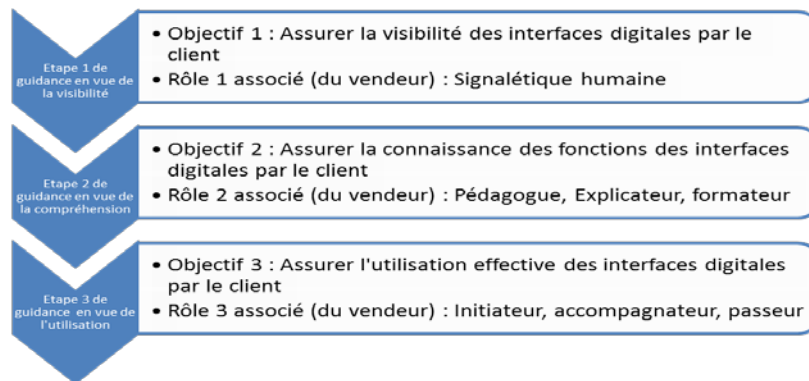 Etape 1 de
guidance en vue de
la visibilité
• Objectif 1 : Assurer la visibilité des interfaces digitales par le
client
• Rôle 1 associé (du vendeur) : Signalétique humaine
Etape 2 de
guidance en vue de
la compréhension
• Objectif 2 : Assurer la connaissance des fonctions des interfaces
digitales par le client
• Rôle 2 associé (du vendeur) : Pédagogue, Explicateur, formateur
Etape 3 de
guidance en vue de
l'utilisation
• Objectif 3 : Assurer l'utilisation effective des interfaces digitales
par le client
• Rôle 3 associé (du vendeur) : Initiateur, accompagnateur, passeur